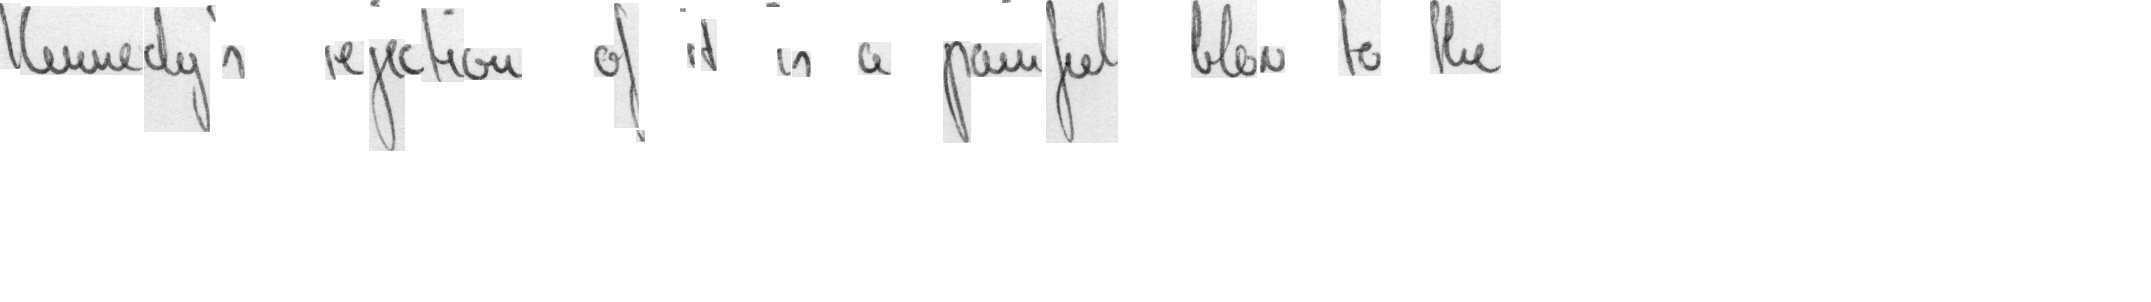 Kennedy's rejection of it is a painful blow to the